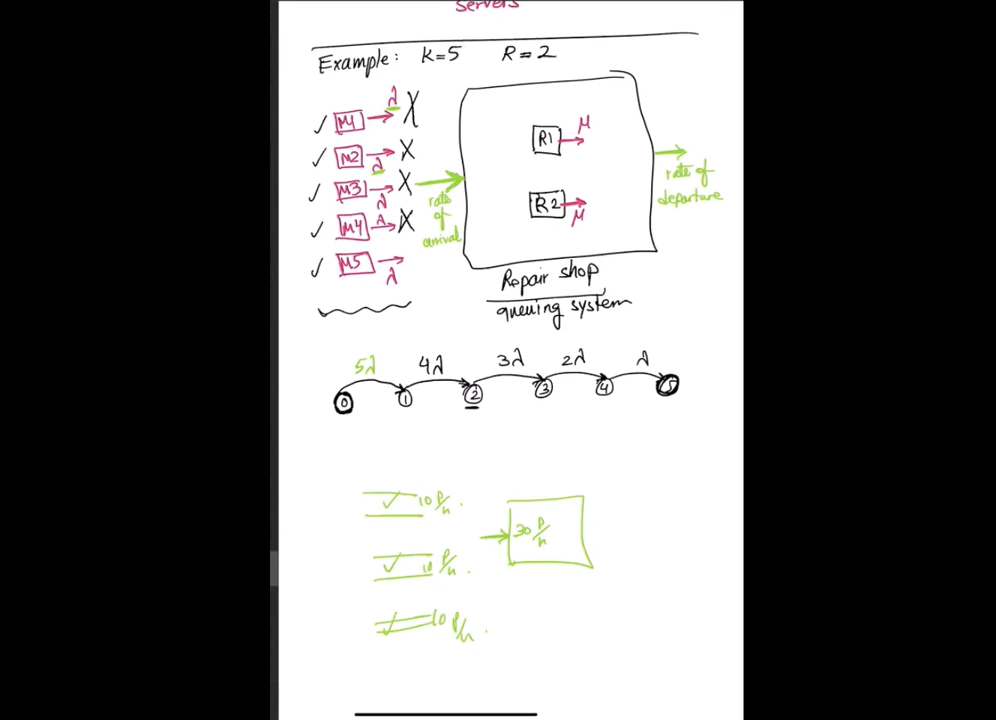 Servers
Example: K=5 R=2
M1 λ X
M2 λ X
M3 λ X
M4 λ X
M5 λ
rate of arrival
R1 μ
R2 μ
rate of departure
Repair shop
queuing system
5λ 4λ 3λ 2λ λ
0 1 2 3 4 5
10 P/h.
10 P/h.
10 P/h.
30 P/h